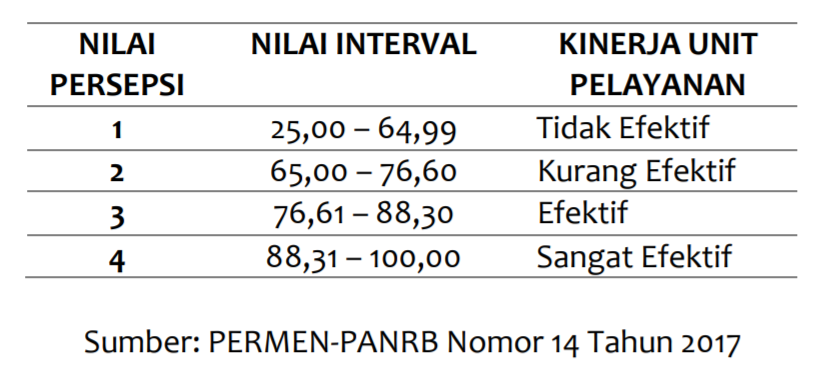 NILAI PERSEPSI NILAI INTERVAL KINERJA UNIT PELAYANAN
1 25,00 – 64,99 Tidak Efektif
2 65,00 – 76,60 Kurang Efektif
3 76,61 – 88,30 Efektif
4 88,31 – 100,00 Sangat Efektif
Sumber: PERMEN-PANRB Nomor 14 Tahun 2017